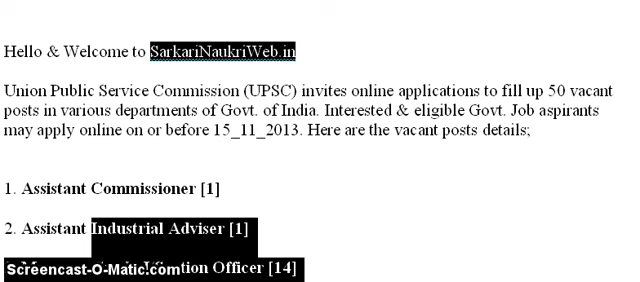 Hello & Welcome to SarkariNaukriWeb.in
Union Public Service Commission (UPSC) invites online applications to fill up 50 vacant
posts in various departments of Govt. of India. Interested & eligible Govt. Job aspirants
may apply online on or before 15_11_2013. Here are the vacant posts details;
1. Assistant Commissioner [1]
2. Assistant Industrial Adviser [1]
Screencast-O-Matic.com Officer [14]